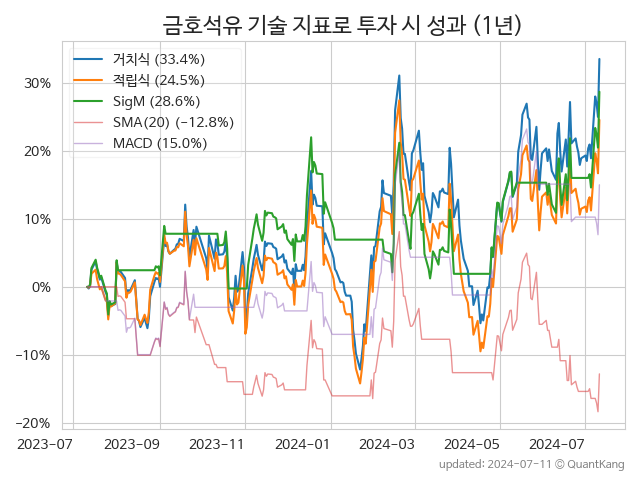 금호석유 기술 지표로 투자 시 성과 (1년)
거치식 (33.4%)
적립식 (24.5%)
SigM (28.6%)
SMA(20) (−12.8%)
MACD (15.0%)
30%
20%
10%
0%
−10%
−20%
2023-07 2023-09 2023-11 2024-01 2024-03 2024-05 2024-07
updated: 2024-07-11 © QuantKang